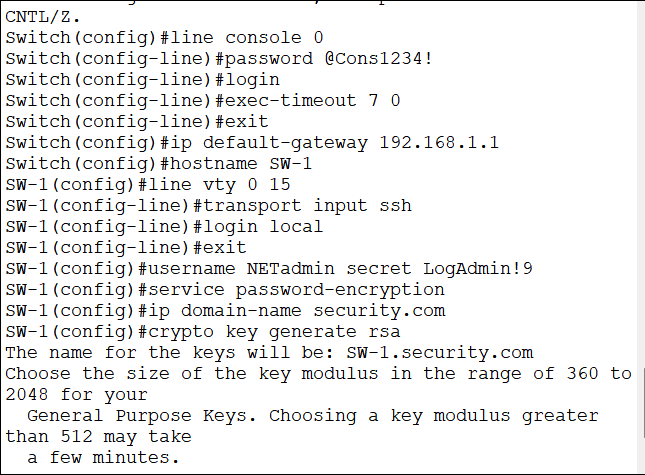 CNTL/Z.
Switch(config)#line console 0
Switch(config-line)#password @Cons1234!
Switch(config-line)#login
Switch(config-line)#exec-timeout 7 0
Switch(config-line)#exit
Switch(config)#ip default-gateway 192.168.1.1
Switch(config)#hostname SW-1
SW-1(config)#line vty 0 15
SW-1(config-line)#transport input ssh
SW-1(config-line)#login local
SW-1(config-line)#exit
SW-1(config)#username NETadmin secret LogAdmin!9
SW-1(config)#service password-encryption
SW-1(config)#ip domain-name security.com
SW-1(config)#crypto key generate rsa
The name for the keys will be: SW-1.security.com
Choose the size of the key modulus in the range of 360 to
2048 for your
  General Purpose Keys. Choosing a key modulus greater
than 512 may take
  a few minutes.